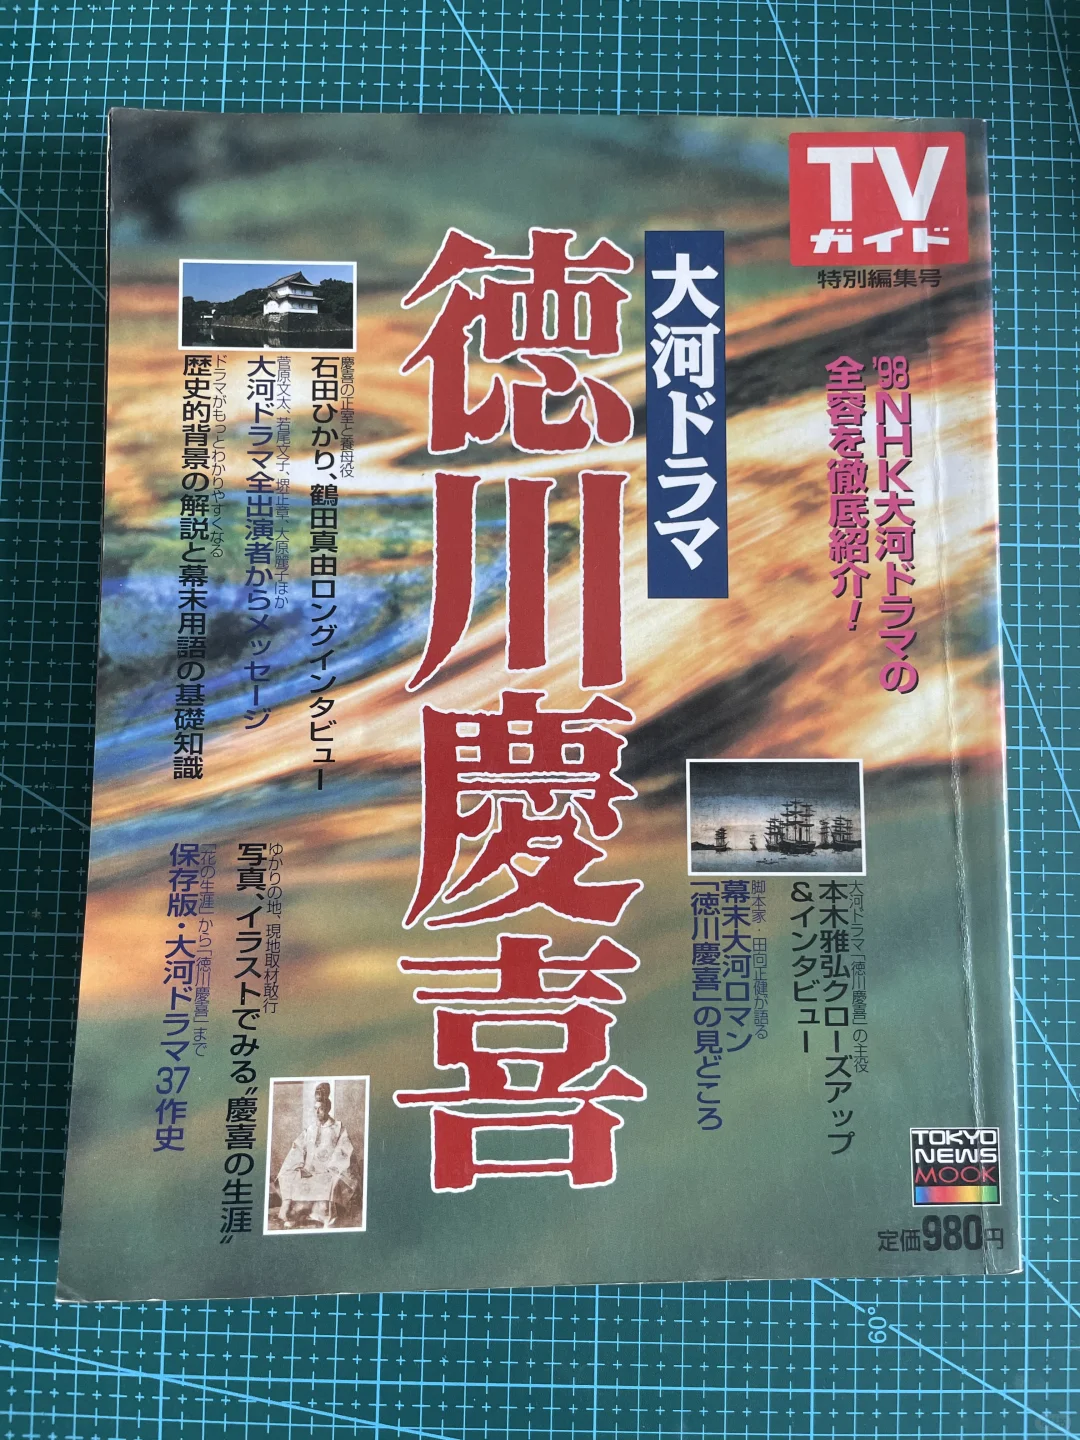 TV
ガイド
特別編集号
'98NHK大河ドラマの
全容を徹底紹介!
大河ドラマ
徳川慶喜
慶喜の正室と養母役
石田ひかり、鶴田真由ロングインタビュー
菅原文太、若尾文子、堺正章、大原麗子ほか
大河ドラマ全出演者からメッセージ
ドラマがもっとわかりやすくなる
歴史的背景の解説と幕末用語の基礎知識
大河ドラマ「徳川慶喜」の主役
本木雅弘クローズアップ
&インタビュー
脚本家・田向正健が語る
幕末大河ロマン
「徳川慶喜」の見どころ
ゆかりの地、現地取材敢行
写真、イラストでみる“慶喜の生涯”
「花の生涯」から「徳川慶喜」まで
保存版・大河ドラマ37作史
TOKYO
NEWS
MOOK
定価980円
60°